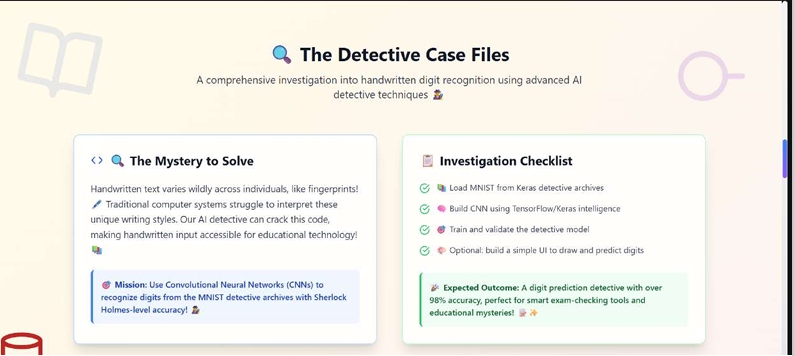 🔍 The Detective Case Files
A comprehensive investigation into handwritten digit recognition using advanced AI
detective techniques 🕵️
🔍 The Mystery to Solve
Handwritten text varies wildly across individuals, like fingerprints!
🖊️ Traditional computer systems struggle to interpret these
unique writing styles. Our AI detective can crack this code,
making handwritten input accessible for educational technology!
📚
🎯 Mission: Use Convolutional Neural Networks (CNNs) to
recognize digits from the MNIST detective archives with Sherlock
Holmes-level accuracy! 🕵️
📋 Investigation Checklist
📚 Load MNIST from Keras detective archives
🧠 Build CNN using TensorFlow/Keras intelligence
🎯 Train and validate the detective model
🎨 Optional: build a simple UI to draw and predict digits
🎉 Expected Outcome: A digit prediction detective with over
98% accuracy, perfect for smart exam-checking tools and
educational mysteries! 📝✨